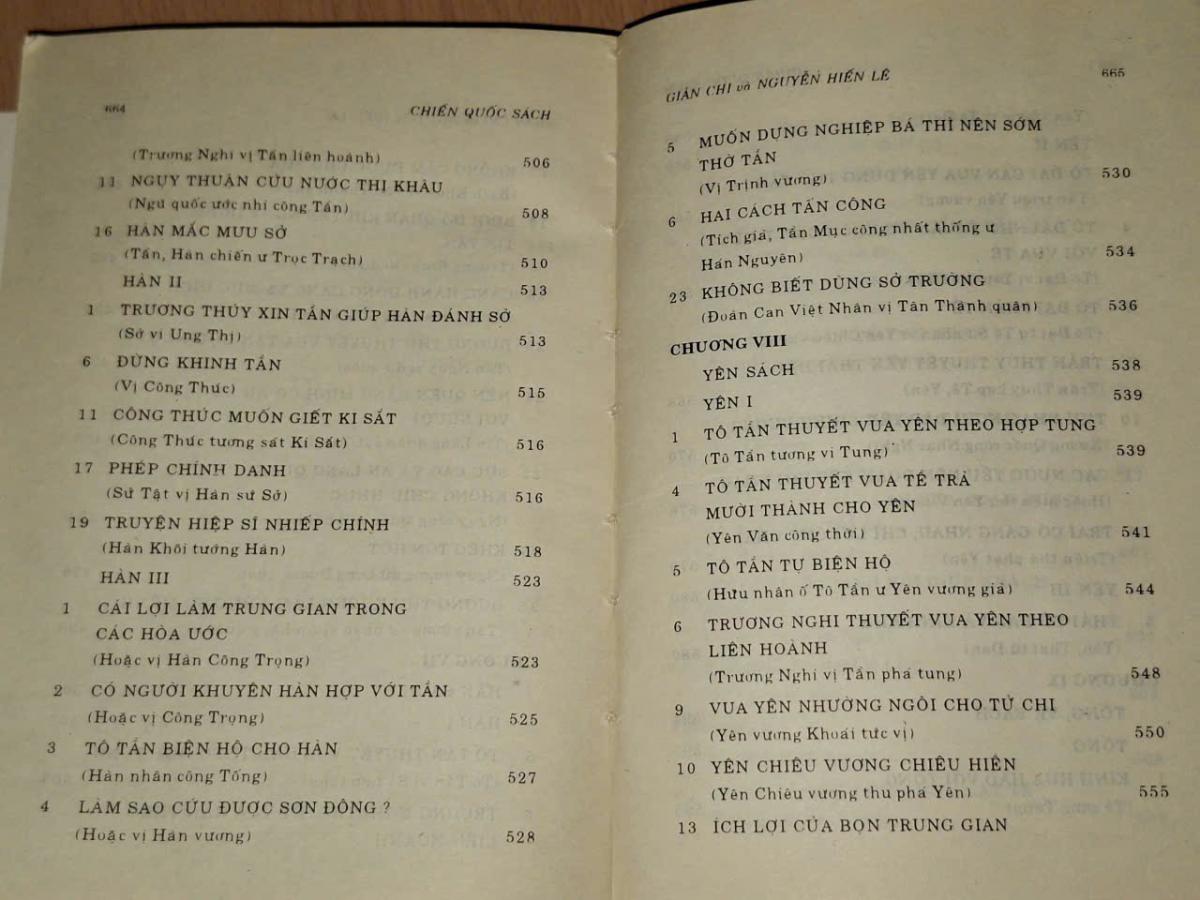 664 CHIẾN QUỐC SÁCH
(Trương Nghi vị Tần liên hoành) 506
11 NGỤY THUẬN CỨU NƯỚC THỊ KHÂU
(Ngũ quốc ước nhi công Tần) 508
16 HÀN MẮC MƯU SỞ
(Tần, Hàn chiến ư Trọc Trạch) 510
HÀN II 513
1 TRƯƠNG THÚY XIN TẦN GIÚP HÀN ĐÁNH SỞ
(Sở vi Ung Thị) 513
6 ĐỪNG KHINH TẦN
(Vị Công Thúc) 515
11 CÔNG THÚC MUỐN GIẾT KI SẮT
(Công Thúc tương sát Ki Sắt) 516
17 PHÉP CHÍNH DANH
(Sử Tật vị Hàn sứ Sở) 516
19 TRUYỆN HIỆP SĨ NHIẾP CHÍNH
(Hàn Khôi tướng Hàn) 518
HÀN III 523
1 CÁI LỢI LÀM TRUNG GIAN TRONG
CÁC HÒA ƯỚC
(Hoặc vị Hàn Công Trọng) 523
2 CÓ NGƯỜI KHUYÊN HÀN HỢP VỚI TẦN
(Hoặc vị Công Trọng) 525
3 TÔ TẦN BIỆN HỘ CHO HÀN
(Hàn nhân công Tống) 527
4 LÀM SAO CỨU ĐƯỢC SƠN ĐÔNG ?
(Hoặc vị Hàn vương) 528
GIẢN CHI và NGUYỄN HIẾN LÊ 665
5 MUỐN DỰNG NGHIỆP BÁ THÌ NÊN SỚM
THỜ TẦN
(Vị Trịnh vương) 530
6 HAI CÁCH TẤN CÔNG
(Tích giả, Tần Mục công nhất thống ư
Hàn Nguyên) 534
23 KHÔNG BIẾT DÙNG SỞ TRƯỜNG
(Đoàn Can Việt Nhân vị Tân Thành quân) 536
CHƯƠNG VIII
YÊN SÁCH 538
YÊN I 539
1 TÔ TẦN THUYẾT VUA YÊN THEO HỢP TUNG
(Tô Tần tương vi Tung) 539
4 TÔ TẦN THUYẾT VUA TỀ TRẢ
MƯỜI THÀNH CHO YÊN
(Yên Văn công thời) 541
5 TÔ TẦN TỰ BIỆN HỘ
(Hưu nhân ố Tô Tần ư Yên vương giả) 544
6 TRƯƠNG NGHI THUYẾT VUA YÊN THEO
LIÊN HOÀNH
(Trương Nghi vị Tần phá tung) 548
9 VUA YÊN NHƯỜNG NGÔI CHO TỬ CHI
(Yên vương Khoái tức vị) 550
10 YÊN CHIÊU VƯƠNG CHIÊU HIỀN
(Yên Chiêu vương thu phá Yên) 555
13 ÍCH LỢI CỦA BỌN TRUNG GIAN